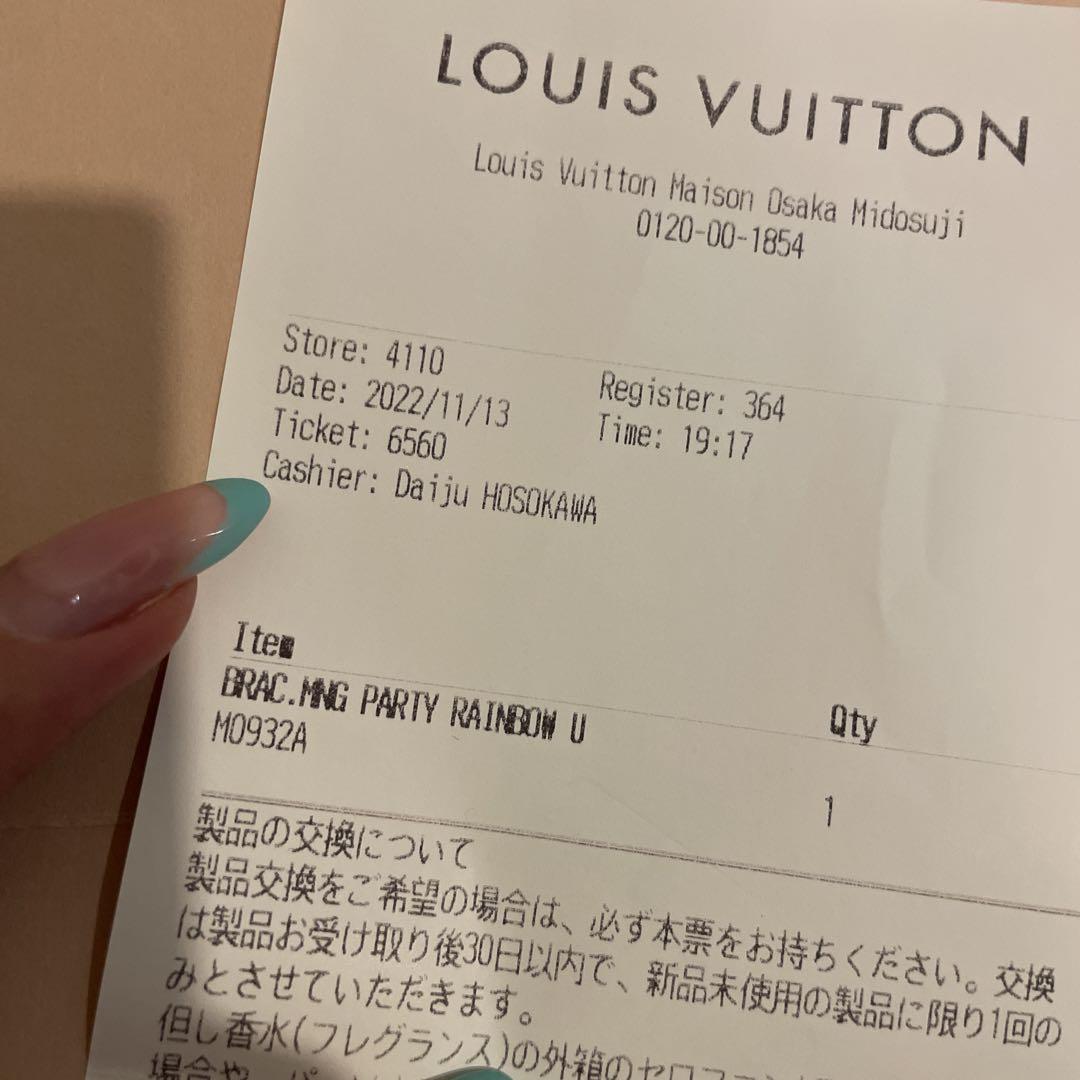 LOUIS VUITTON
Louis Vuitton Maison Osaka Midosuji
0120-00-1854
Store: 4110
Register: 364
Date: 2022/11/13
Time: 19:17
Ticket: 6560
Cashier: Daiju HOSOKAWA
Item
Qty
BRAC.MNG PARTY RAINBOW U
M0932A
1
製品の交換について
製品交換をご希望の場合は、必ず本票をお持ちください。交換
は製品お受け取り後30日以内で、新品未使用の製品に限り1回の
みとさせていただきます。
但し香水(フレグランス)の外箱のセロファン
場合や